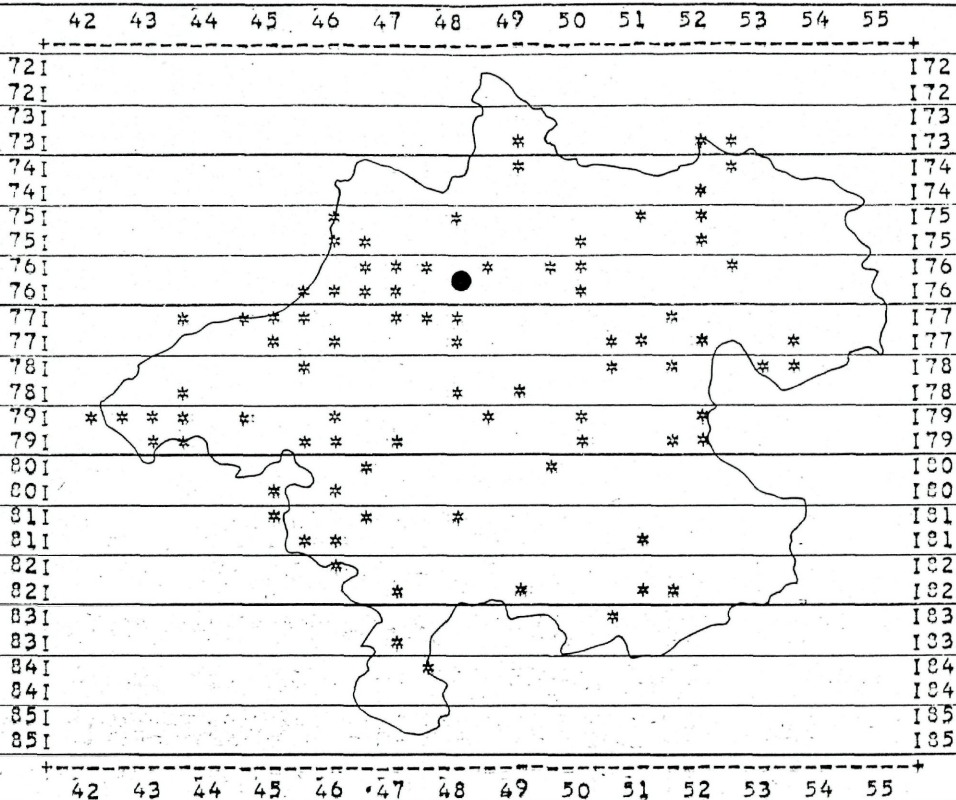 42 43 44 45 46 47 48 49 50 51 52 53 54 55
72I I72
72I I72
73I I73
73I I73
74I I74
74I I74
75I I75
75I I75
76I I76
76I I76
77I I77
77I I77
78I I78
78I I78
79I I79
79I I79
80I I80
80I I80
81I I81
81I I81
82I I82
82I I82
83I I83
83I I83
84I I84
84I I84
85I I85
85I I85
42 43 44 45 46 47 48 49 50 51 52 53 54 55